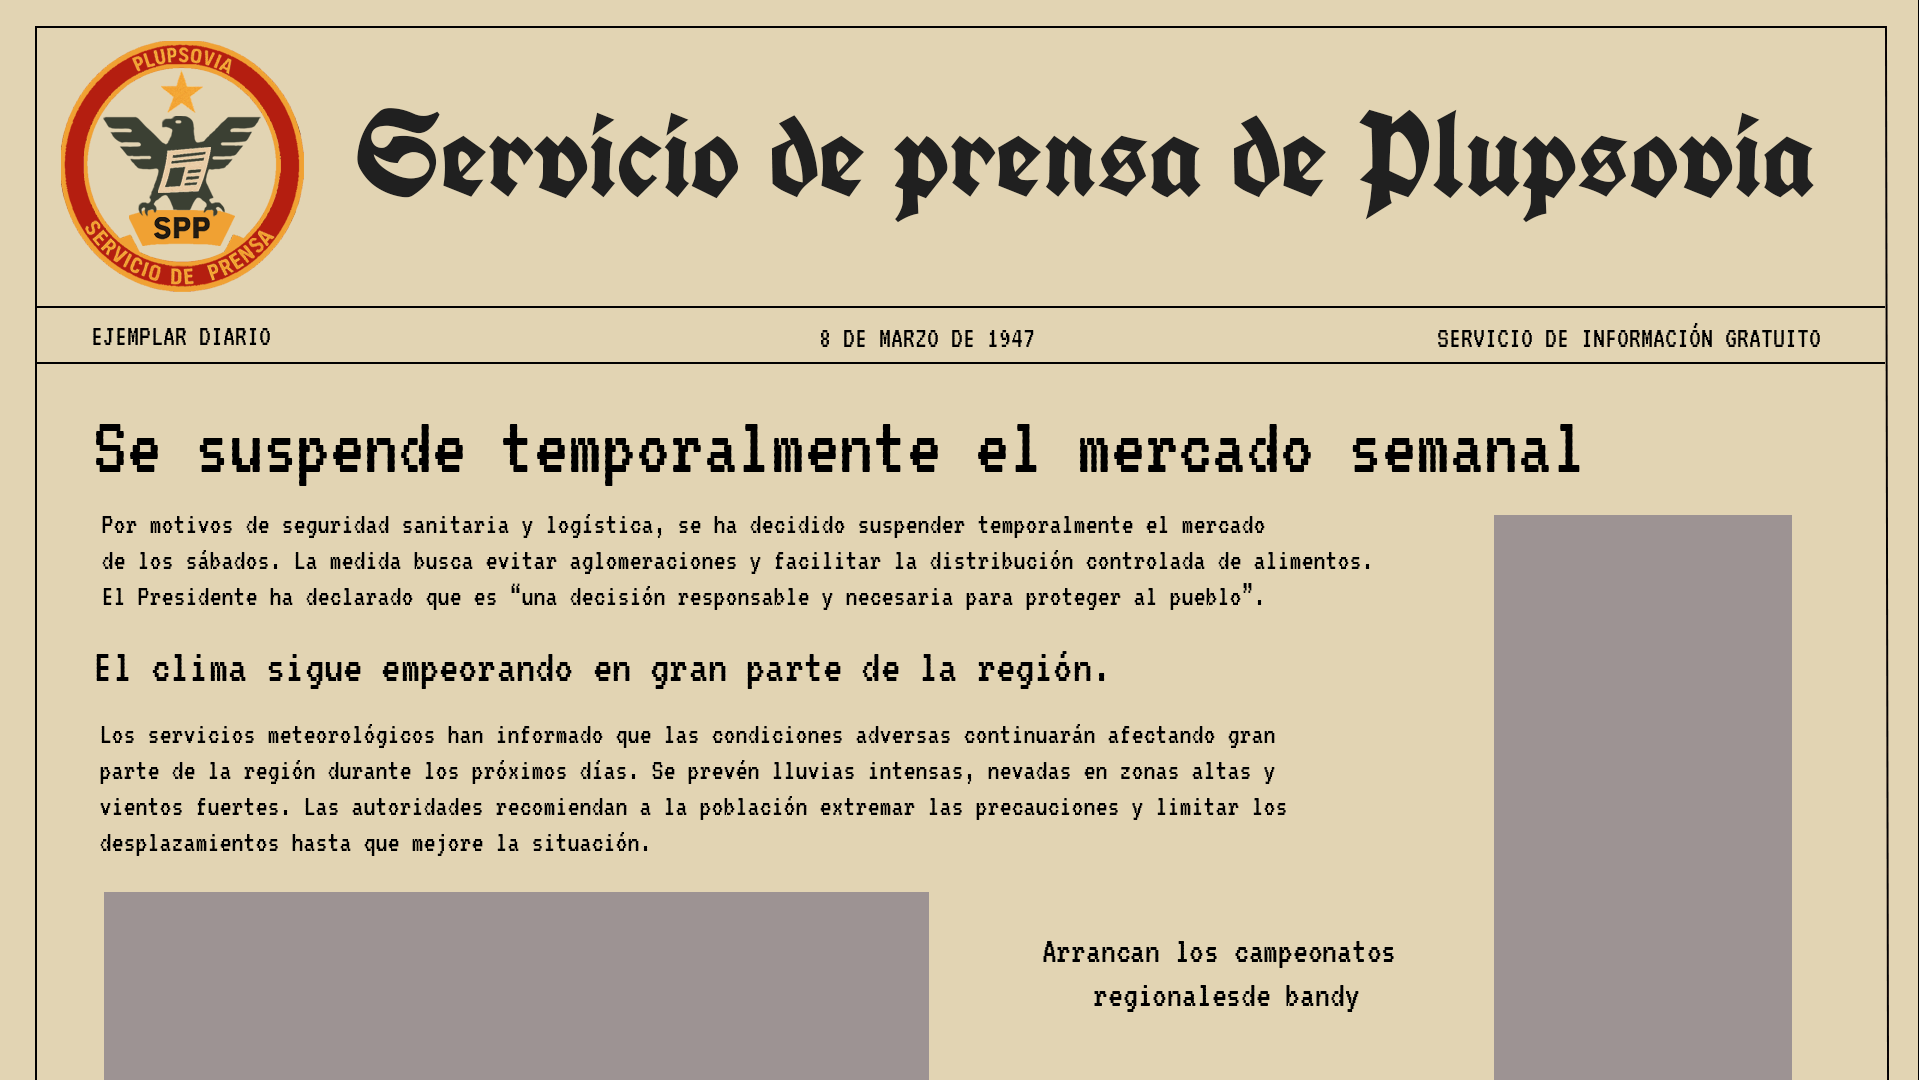 PLUPSOVIA
SPP
SERVICIO DE PRENSA
Servicio de prensa de Plupsovia
EJEMPLAR DIARIO
8 DE MARZO DE 1947
SERVICIO DE INFORMACIÓN GRATUITO
Se suspende temporalmente el mercado semanal
Por motivos de seguridad sanitaria y logística, se ha decidido suspender temporalmente el mercado
de los sábados. La medida busca evitar aglomeraciones y facilitar la distribución controlada de alimentos.
El Presidente ha declarado que es “una decisión responsable y necesaria para proteger al pueblo”.
El clima sigue empeorando en gran parte de la región.
Los servicios meteorológicos han informado que las condiciones adversas continuarán afectando gran
parte de la región durante los próximos días. Se prevén lluvias intensas, nevadas en zonas altas y
vientos fuertes. Las autoridades recomiendan a la población extremar las precauciones y limitar los
desplazamientos hasta que mejore la situación.
Arrancan los campeonatos
regionalesde bandy